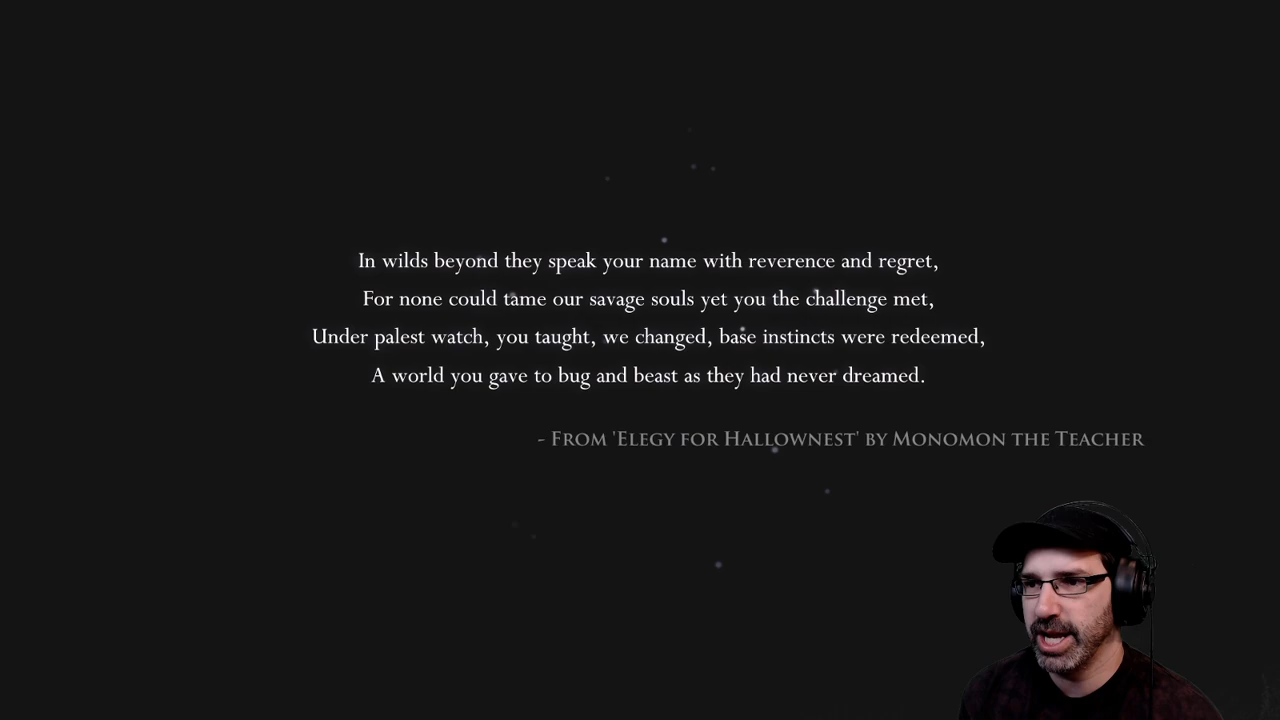 In wilds beyond they speak your name with reverence and regret,
For none could tame our savage souls yet you the challenge met,
Under palest watch, you taught, we changed, base instincts were redeemed,
A world you gave to bug and beast as they had never dreamed.
- From 'Elegy for Hallownest' by Monomon the Teacher